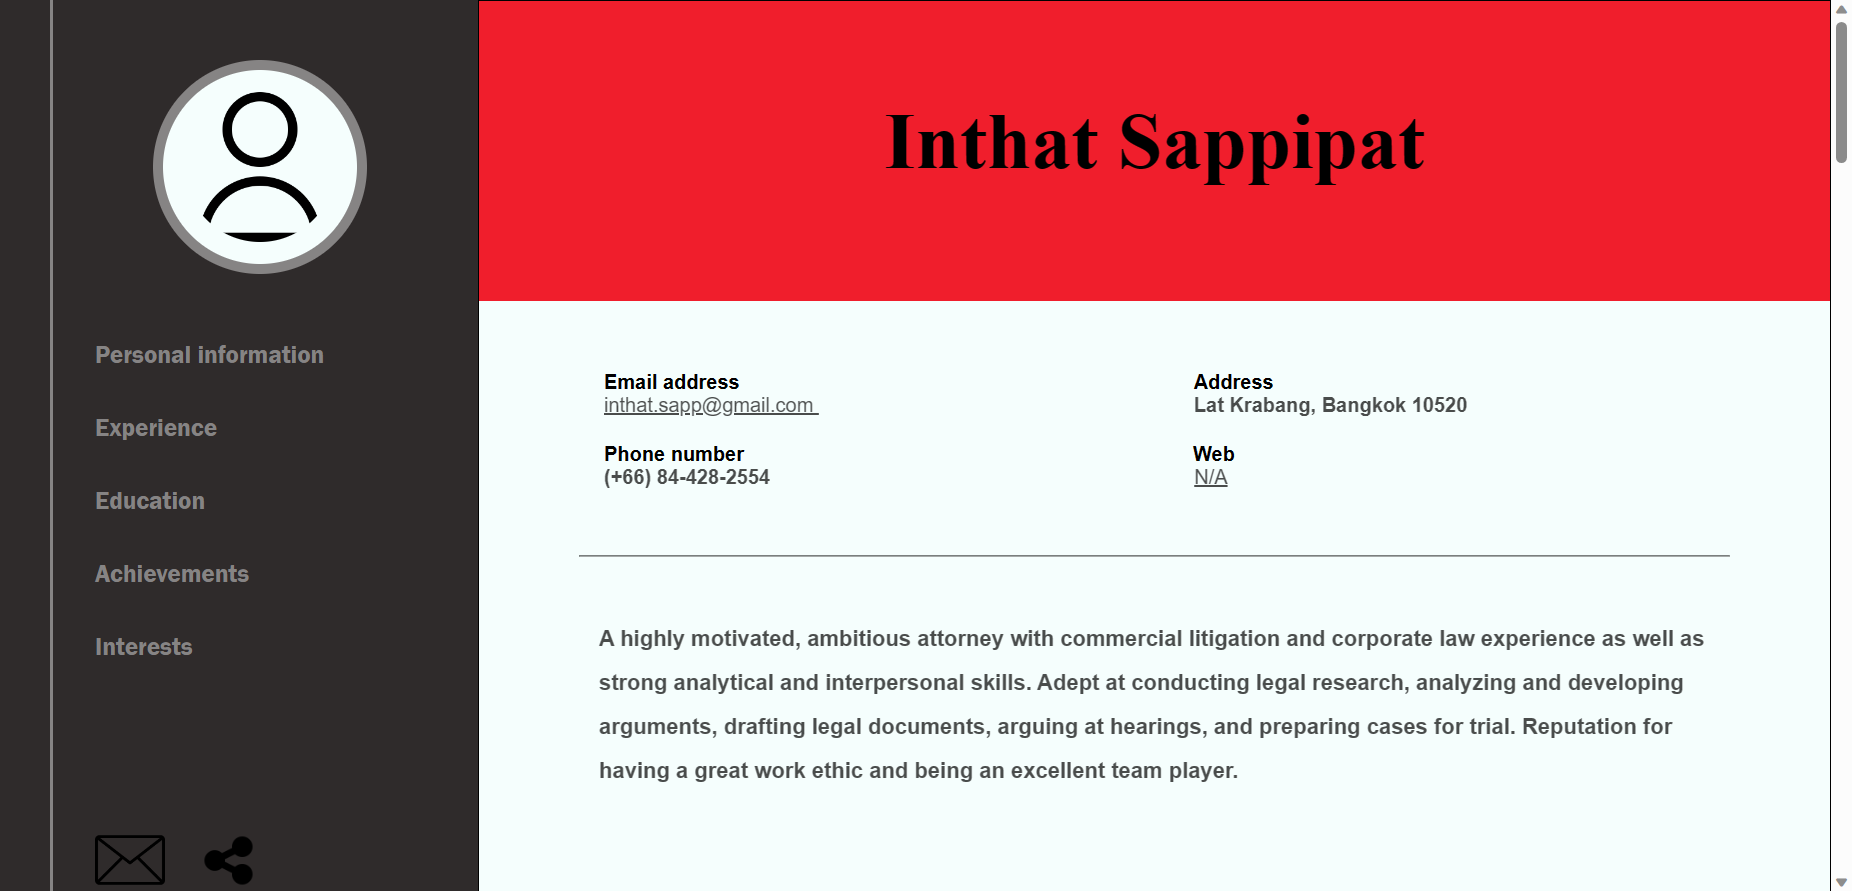 Inthat Sappipat
Personal information
Experience
Education
Achievements
Interests
Email address
inthat.sapp@gmail.com
Phone number
(+66) 84-428-2554
Address
Lat Krabang, Bangkok 10520
Web
N/A
A highly motivated, ambitious attorney with commercial litigation and corporate law experience as well as
strong analytical and interpersonal skills. Adept at conducting legal research, analyzing and developing
arguments, drafting legal documents, arguing at hearings, and preparing cases for trial. Reputation for
having a great work ethic and being an excellent team player.